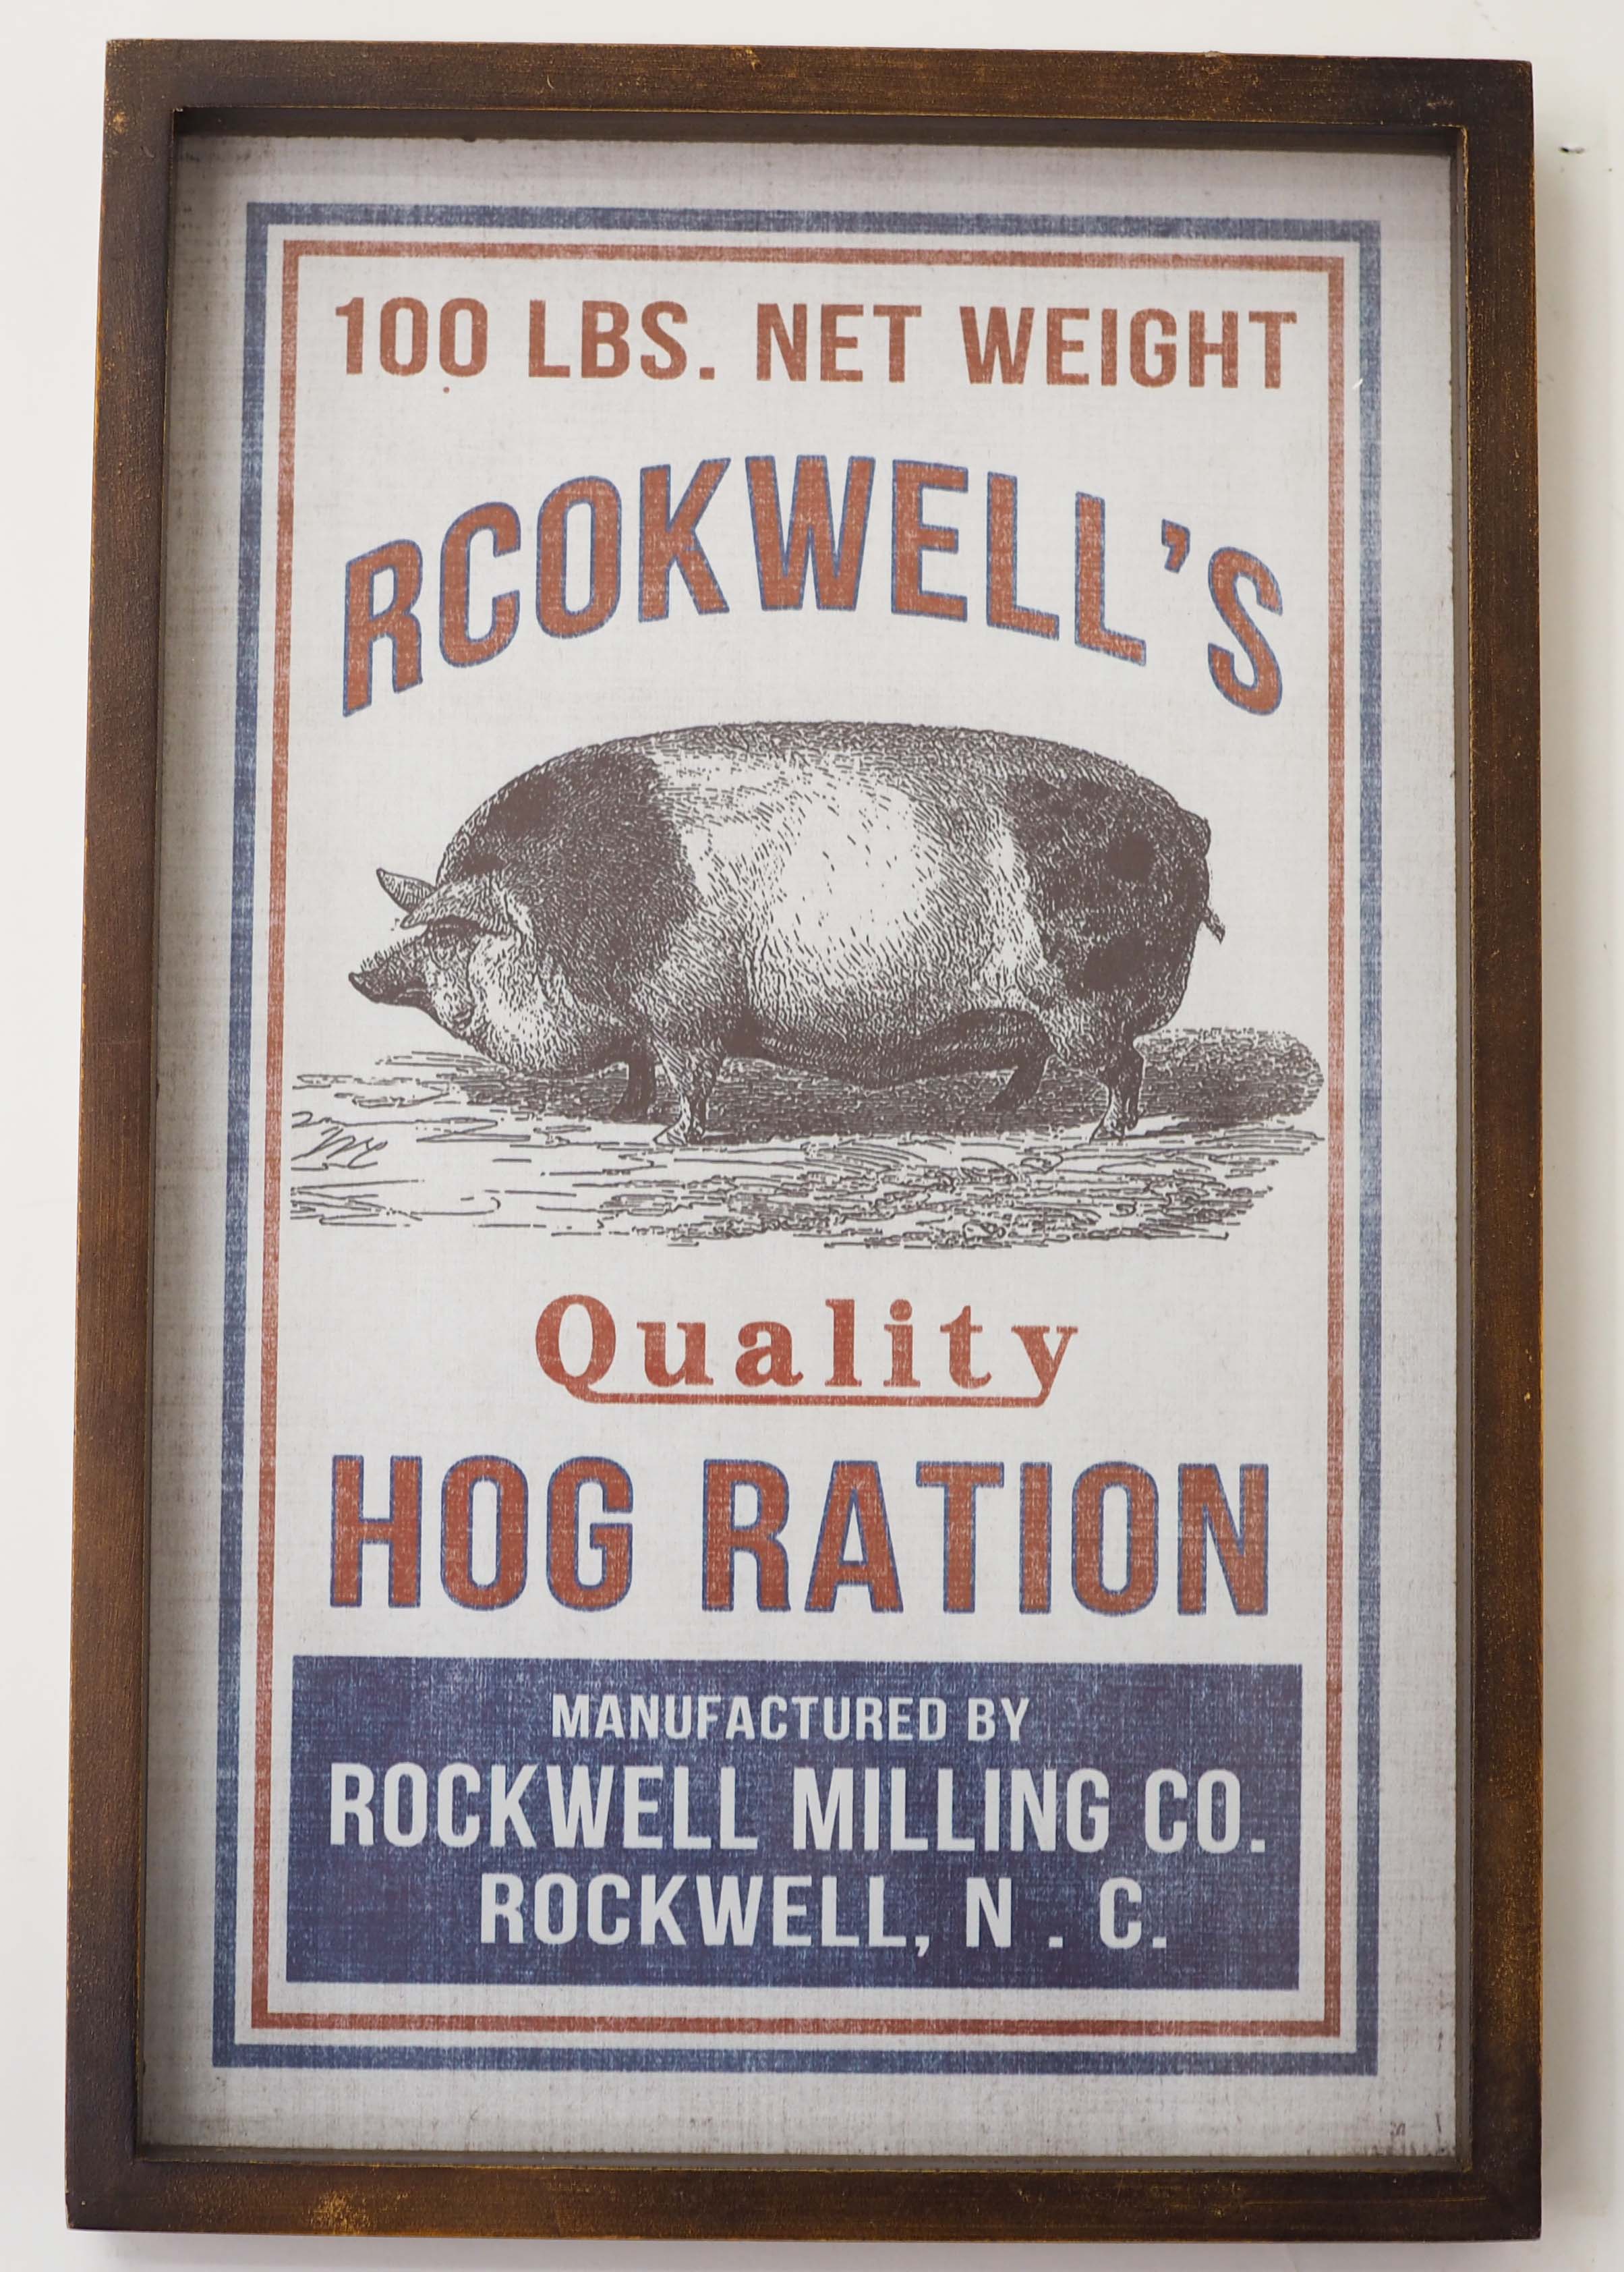 100 LBS. NET WEIGHT
RCOKWELL'S
Quality
HOG RATION
MANUFACTURED BY
ROCKWELL MILLING CO.
ROCKWELL, N . C.